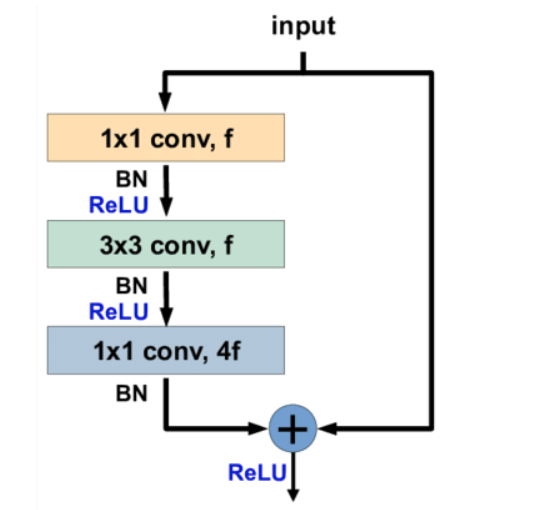 input
1x1 conv, f
BN
ReLU
3x3 conv, f
BN
ReLU
1x1 conv, 4f
BN
+
ReLU